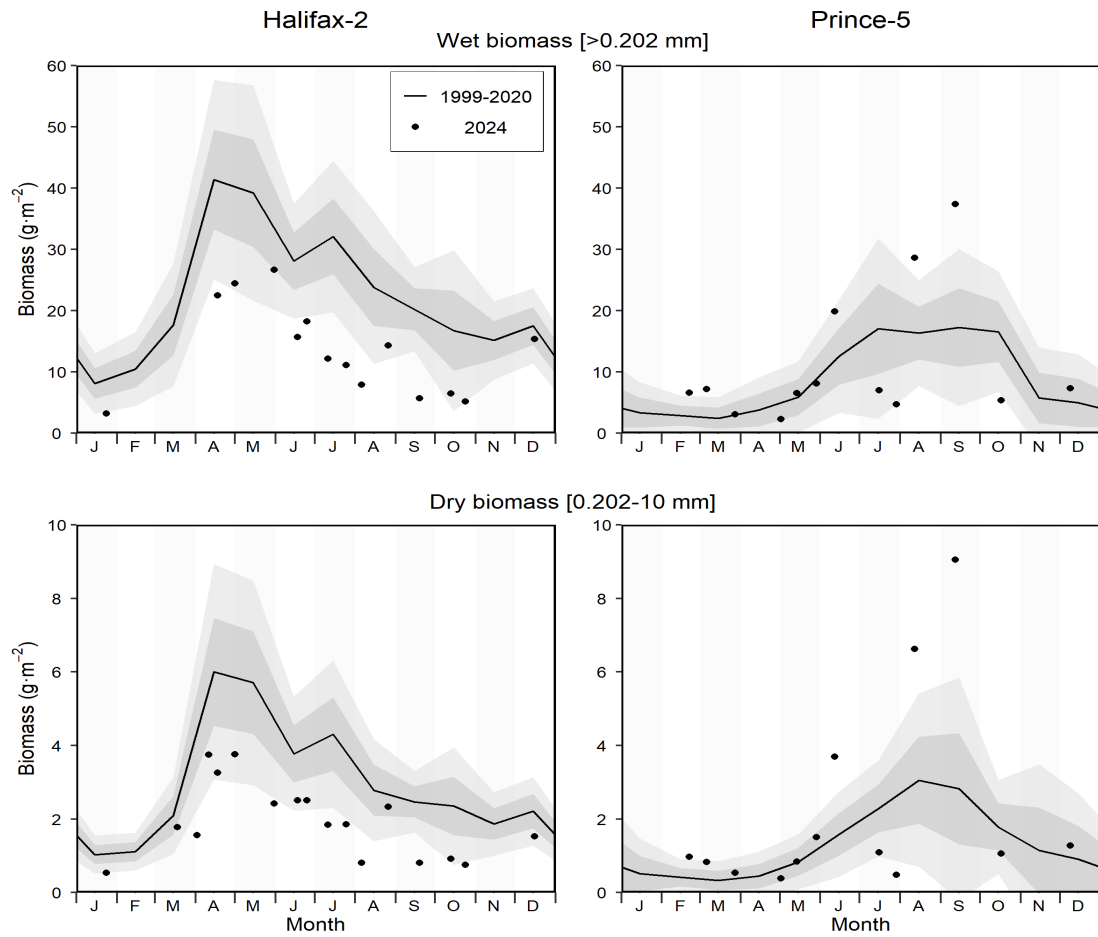 Halifax-2 Prince-5
Wet biomass [>0.202 mm]
Biomass (g·m⁻²)
60
50
40
30
20
10
0
1999-2020
2024
J F M A M J J A S O N D
60
50
40
30
20
10
0
J F M A M J J A S O N D
Dry biomass [0.202-10 mm]
Biomass (g·m⁻²)
10
8
6
4
2
0
J F M A M J J A S O N D
Month
10
8
6
4
2
0
J F M A M J J A S O N D
Month